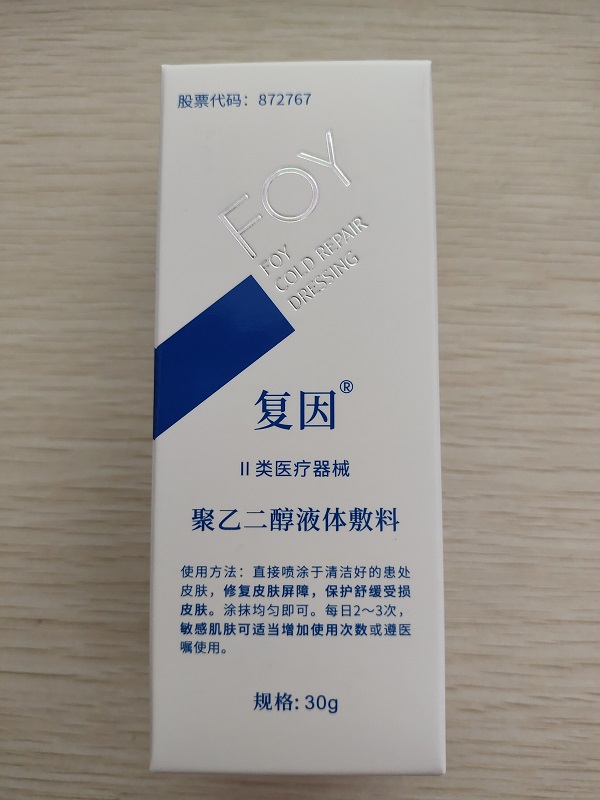 股票代码：872767
FOY
FOY
COLD REPAIR
DRESSING
复因®
II类医疗器械
聚乙二醇液体敷料
使用方法：直接喷涂于清洁好的患处
皮肤，修复皮肤屏障，保护舒缓受损
皮肤。涂抹均匀即可。每日2～3次，
敏感肌肤可适当增加使用次数或遵医
嘱使用。
规格: 30g